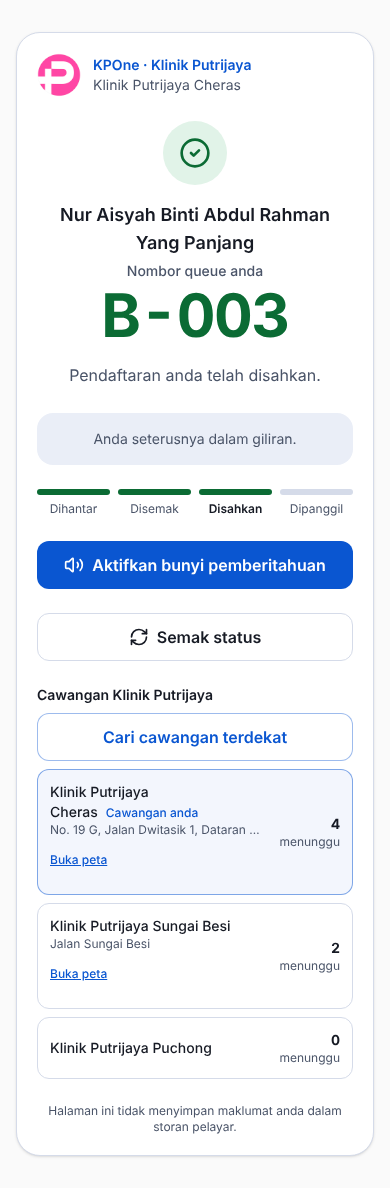 KPOne · Klinik Putrijaya
Klinik Putrijaya Cheras
Nur Aisyah Binti Abdul Rahman
Yang Panjang
Nombor queue anda
B-003
Pendaftaran anda telah disahkan.
Anda seterusnya dalam giliran.
Dihantar
Disemak
Disahkan
Dipanggil
Aktifkan bunyi pemberitahuan
Semak status
Cawangan Klinik Putrijaya
Cari cawangan terdekat
Klinik Putrijaya
Cheras Cawangan anda
No. 19 G, Jalan Dwitasik 1, Dataran ...
Buka peta
4
menunggu
Klinik Putrijaya Sungai Besi
Jalan Sungai Besi
Buka peta
2
menunggu
Klinik Putrijaya Puchong
0
menunggu
Halaman ini tidak menyimpan maklumat anda dalam
storan pelayar.